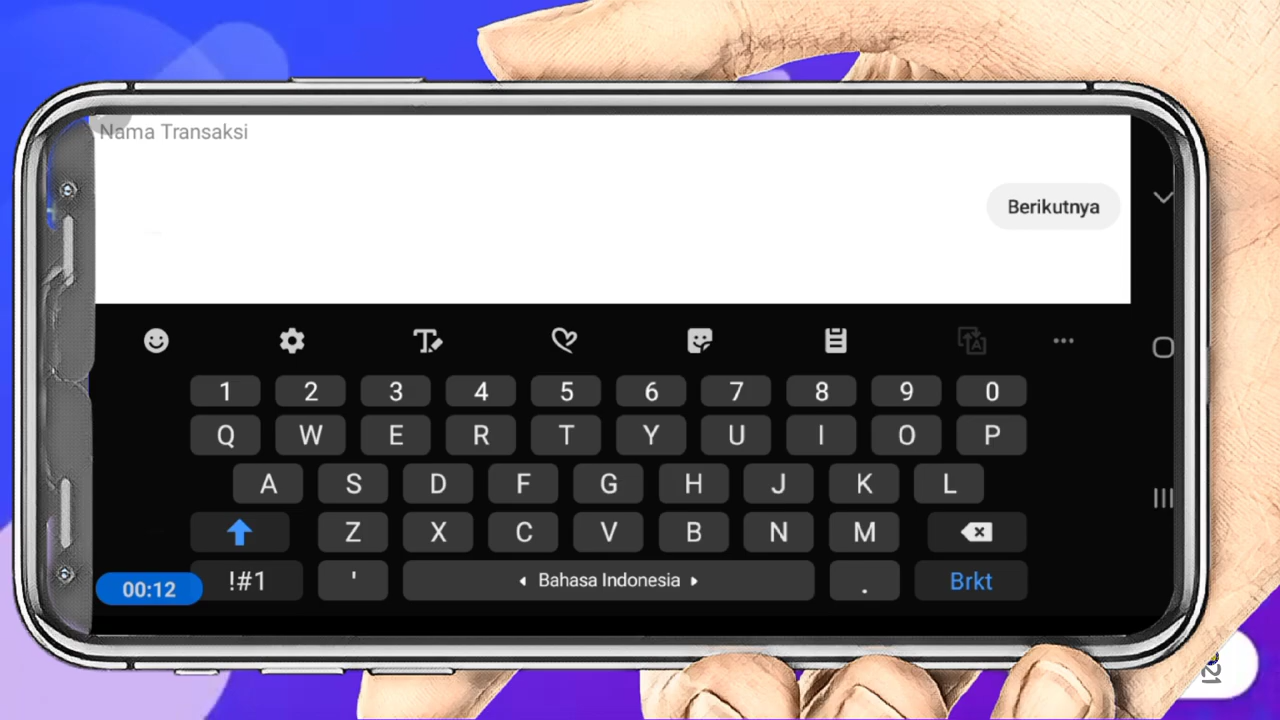 Nama Transaksi
Berikutnya
1 2 3 4 5 6 7 8 9 0
Q W E R T Y U I O P
A S D F G H J K L
Z X C V B N M
!#1 ' Bahasa Indonesia . Brkt
00:12
21